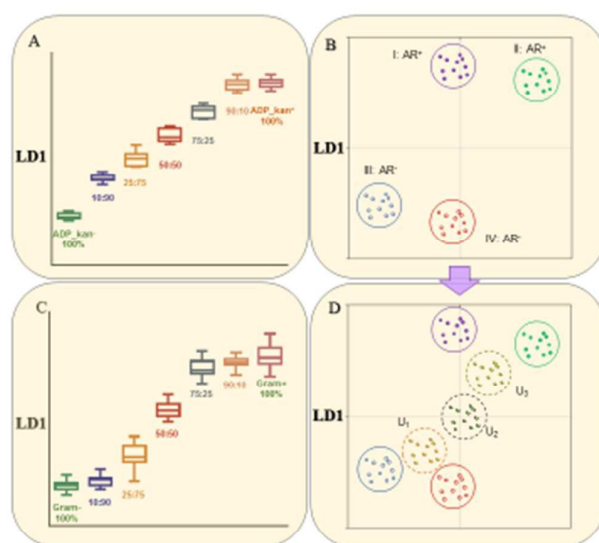 A
LD1
ADP_kan-
100%
10:90
25:75
50:50
75:25
90:10
ADP_kan+
100%
B
LD1
I: AR+
II: AR+
III: AR-
IV: AR-
C
LD1
Gram-
100%
10:90
25:75
50:50
75:25
90:10
Gram+
100%
D
LD1
U1
U2
U3